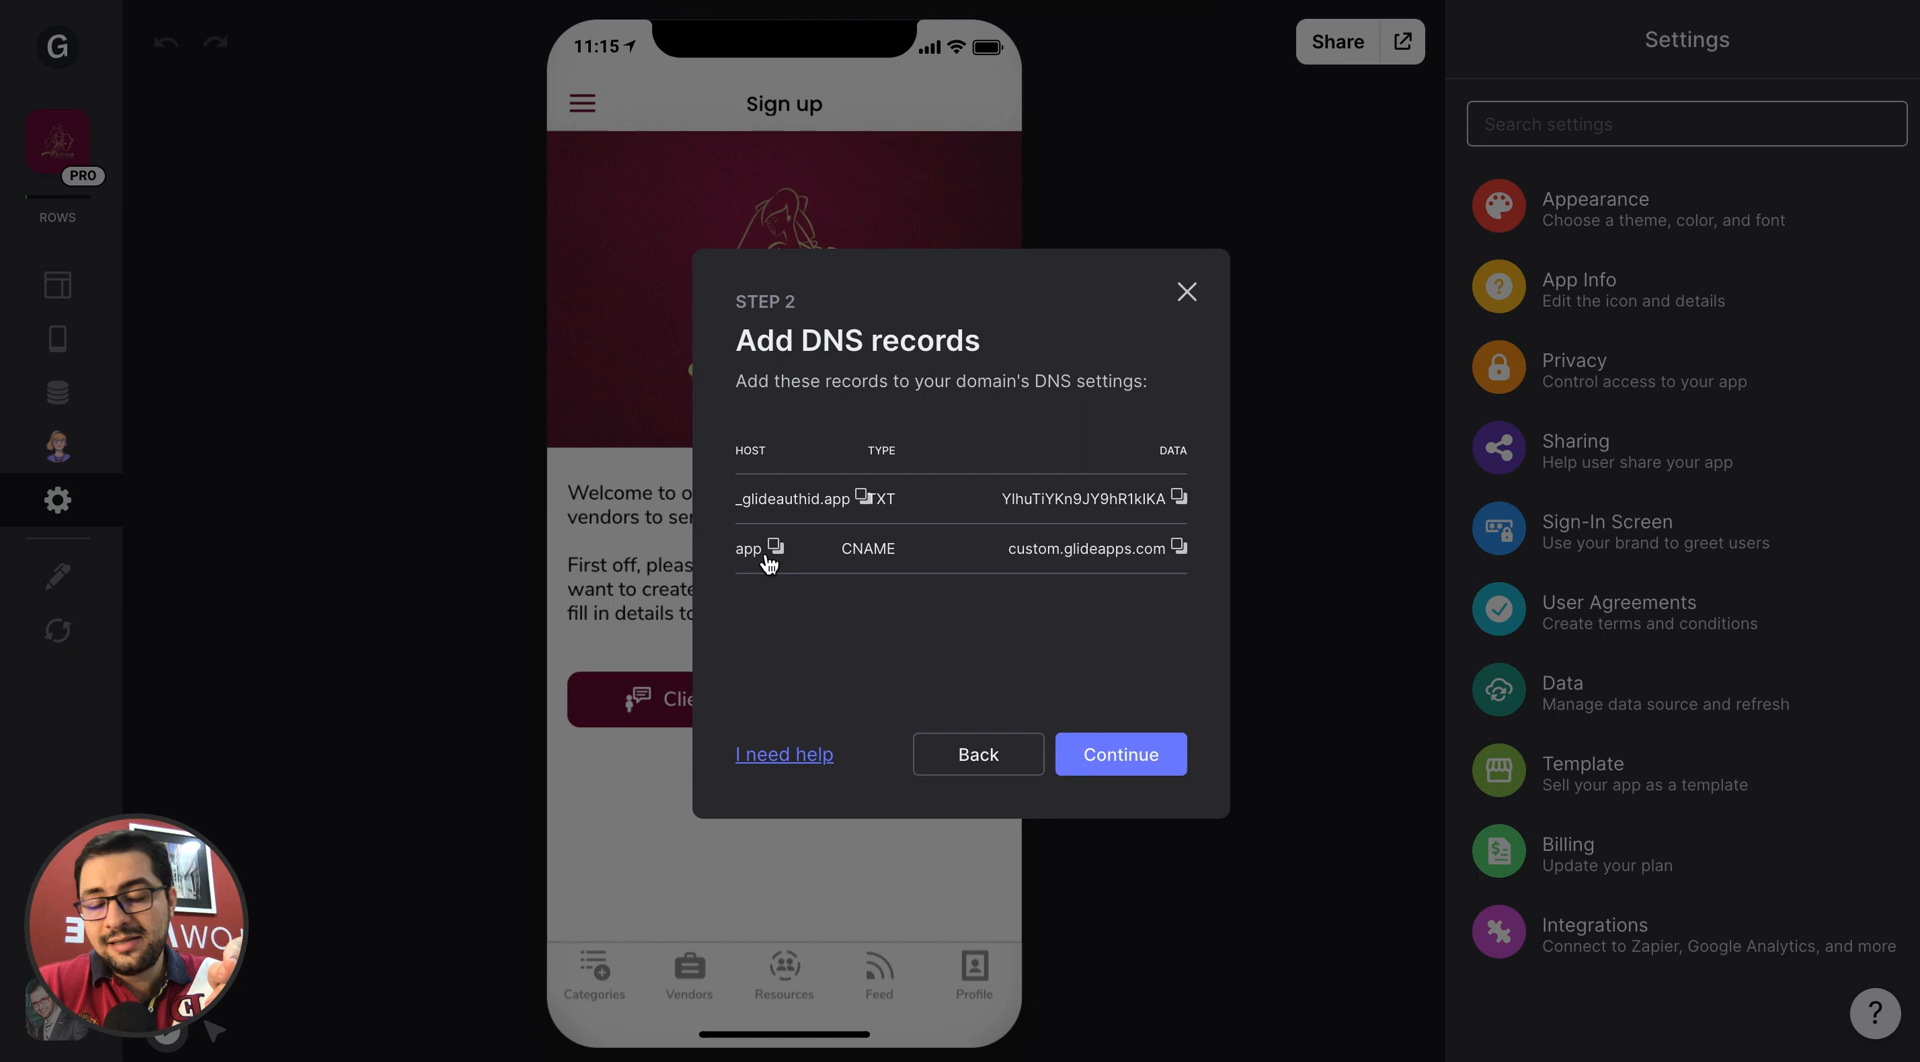 G
PRO
ROWS
11:15
Sign up
Share
Settings
Search settings
Appearance
Choose a theme, color, and font
App Info
Edit the icon and details
Privacy
Control access to your app
Sharing
Help user share your app
Sign-In Screen
Use your brand to greet users
User Agreements
Create terms and conditions
Data
Manage data source and refresh
Template
Sell your app as a template
Billing
Update your plan
Integrations
Connect to Zapier, Google Analytics, and more
STEP 2
Add DNS records
Add these records to your domain's DNS settings:
HOST TYPE DATA
_glideauthid.app TXT YlhuTiYKn9JY9hR1kIKA
app CNAME custom.glideapps.com
I need help
Back
Continue
Welcome to
vendors to
First off,
want to
fill in details
Categories
Vendors
Resources
Feed
Profile
?